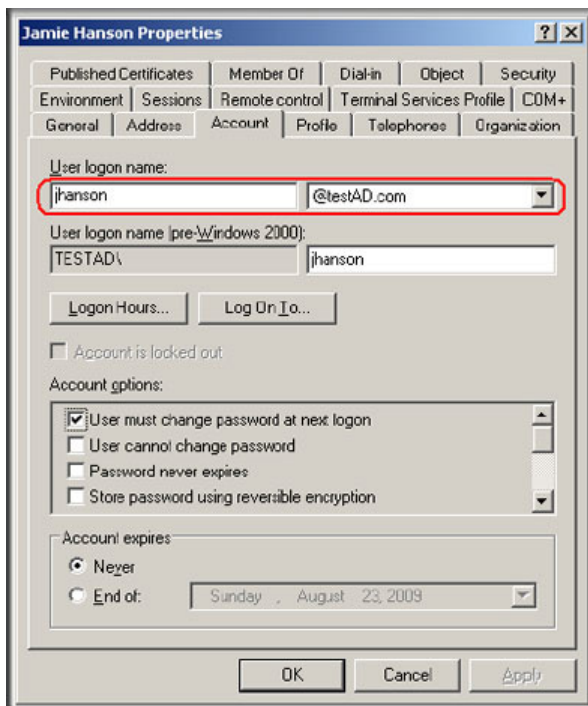 Jamie Hanson Properties
Published Certificates Member Of Dial-in Object Security
Environment Sessions Remote control Terminal Services Profile COM+
General Address Account Profile Telephones Organization
User logon name:
jhanson @testAD.com
User logon name (pre-Windows 2000):
TESTAD\ jhanson
Logon Hours... Log On To...
Account is locked out
Account options:
User must change password at next logon
User cannot change password
Password never expires
Store password using reversible encryption
Account expires
Never
End of: Sunday , August 23, 2009
OK Cancel Apply